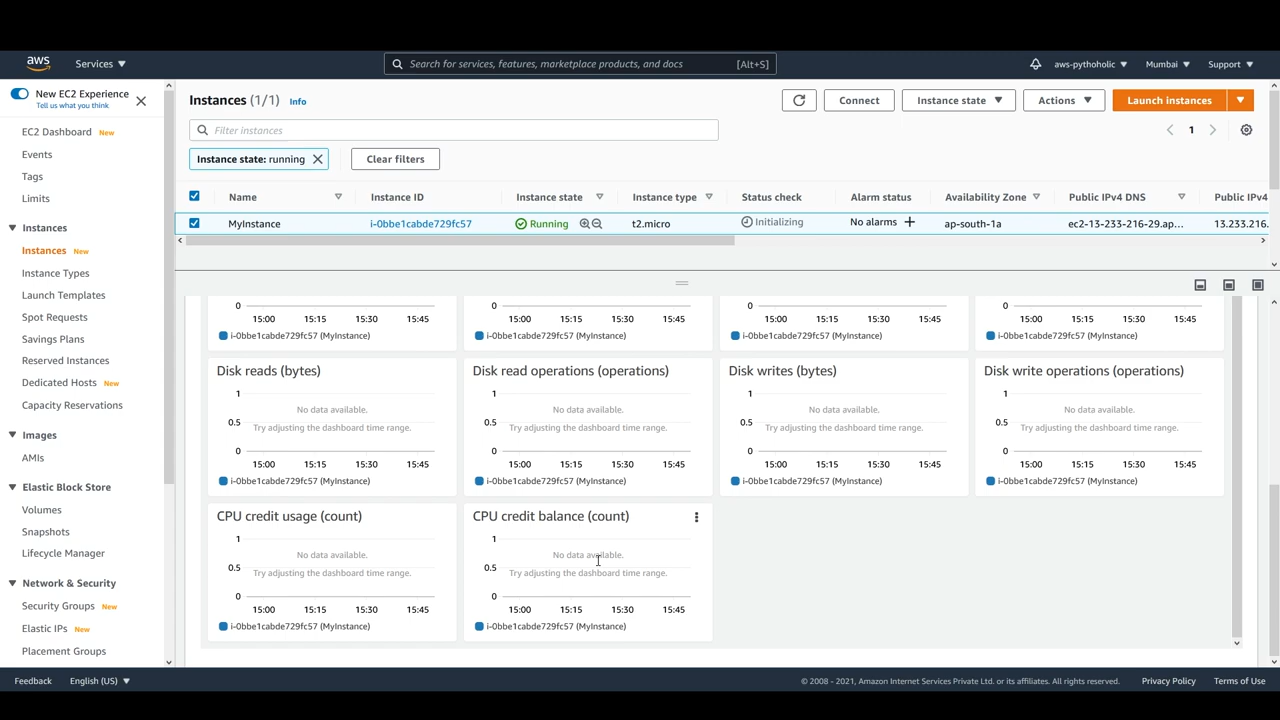 aws
Services
Search for services, features, marketplace products, and docs
[Alt+S]
aws-pytholic
Mumbai
Support
New EC2 Experience
Tell us what you think
EC2 Dashboard New
Events
Tags
Limits
Instances
Instances New
Instance Types
Launch Templates
Spot Requests
Savings Plans
Reserved Instances
Dedicated Hosts New
Capacity Reservations
Images
AMIs
Elastic Block Store
Volumes
Snapshots
Lifecycle Manager
Network & Security
Security Groups New
Elastic IPs New
Placement Groups
Instances (1/1) Info
Connect
Instance state
Actions
Launch instances
Filter instances
1
Instance state: running
Clear filters
Name Instance ID Instance state Instance type Status check Alarm status Availability Zone Public IPv4 DNS Public IPv4
MyInstance i-0bbe1cabde729fc57 Running t2.micro Initializing No alarms ap-south-1a ec2-13-233-216-29.ap... 13.233.216.
0
15:00 15:15 15:30 15:45
i-0bbe1cabde729fc57 (MyInstance)
0
15:00 15:15 15:30 15:45
i-0bbe1cabde729fc57 (MyInstance)
0
15:00 15:15 15:30 15:45
i-0bbe1cabde729fc57 (MyInstance)
0
15:00 15:15 15:30 15:45
i-0bbe1cabde729fc57 (MyInstance)
Disk reads (bytes)
1
No data available.
0.5
Try adjusting the dashboard time range.
0
15:00 15:15 15:30 15:45
i-0bbe1cabde729fc57 (MyInstance)
Disk read operations (operations)
1
No data available.
0.5
Try adjusting the dashboard time range.
0
15:00 15:15 15:30 15:45
i-0bbe1cabde729fc57 (MyInstance)
Disk writes (bytes)
1
No data available.
0.5
Try adjusting the dashboard time range.
0
15:00 15:15 15:30 15:45
i-0bbe1cabde729fc57 (MyInstance)
Disk write operations (operations)
1
No data available.
0.5
Try adjusting the dashboard time range.
0
15:00 15:15 15:30 15:45
i-0bbe1cabde729fc57 (MyInstance)
CPU credit usage (count)
1
No data available.
0.5
Try adjusting the dashboard time range.
0
15:00 15:15 15:30 15:45
i-0bbe1cabde729fc57 (MyInstance)
CPU credit balance (count)
1
No data available.
0.5
Try adjusting the dashboard time range.
0
15:00 15:15 15:30 15:45
i-0bbe1cabde729fc57 (MyInstance)
Feedback
English (US)
© 2008 - 2021, Amazon Internet Services Private Ltd. or its affiliates. All rights reserved.
Privacy Policy
Terms of Use